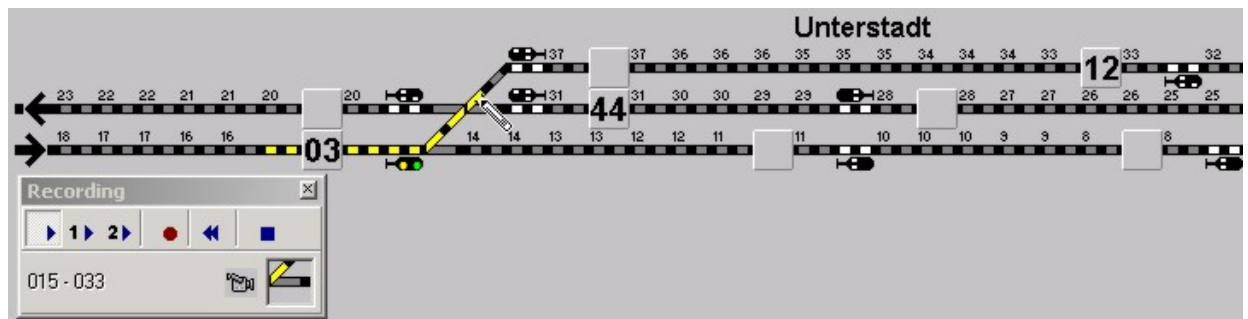 Unterstadt
37 37 36 36 36 35 35 35 34 34 34 33 12 33 32
23 22 22 21 21 20 20 31 44 31 30 30 29 29 28 28 27 27 26 26 25 25
18 17 17 16 16 03 14 14 13 13 12 12 11 11 10 10 10 9 9 8 8
Recording
1 2
015 - 033